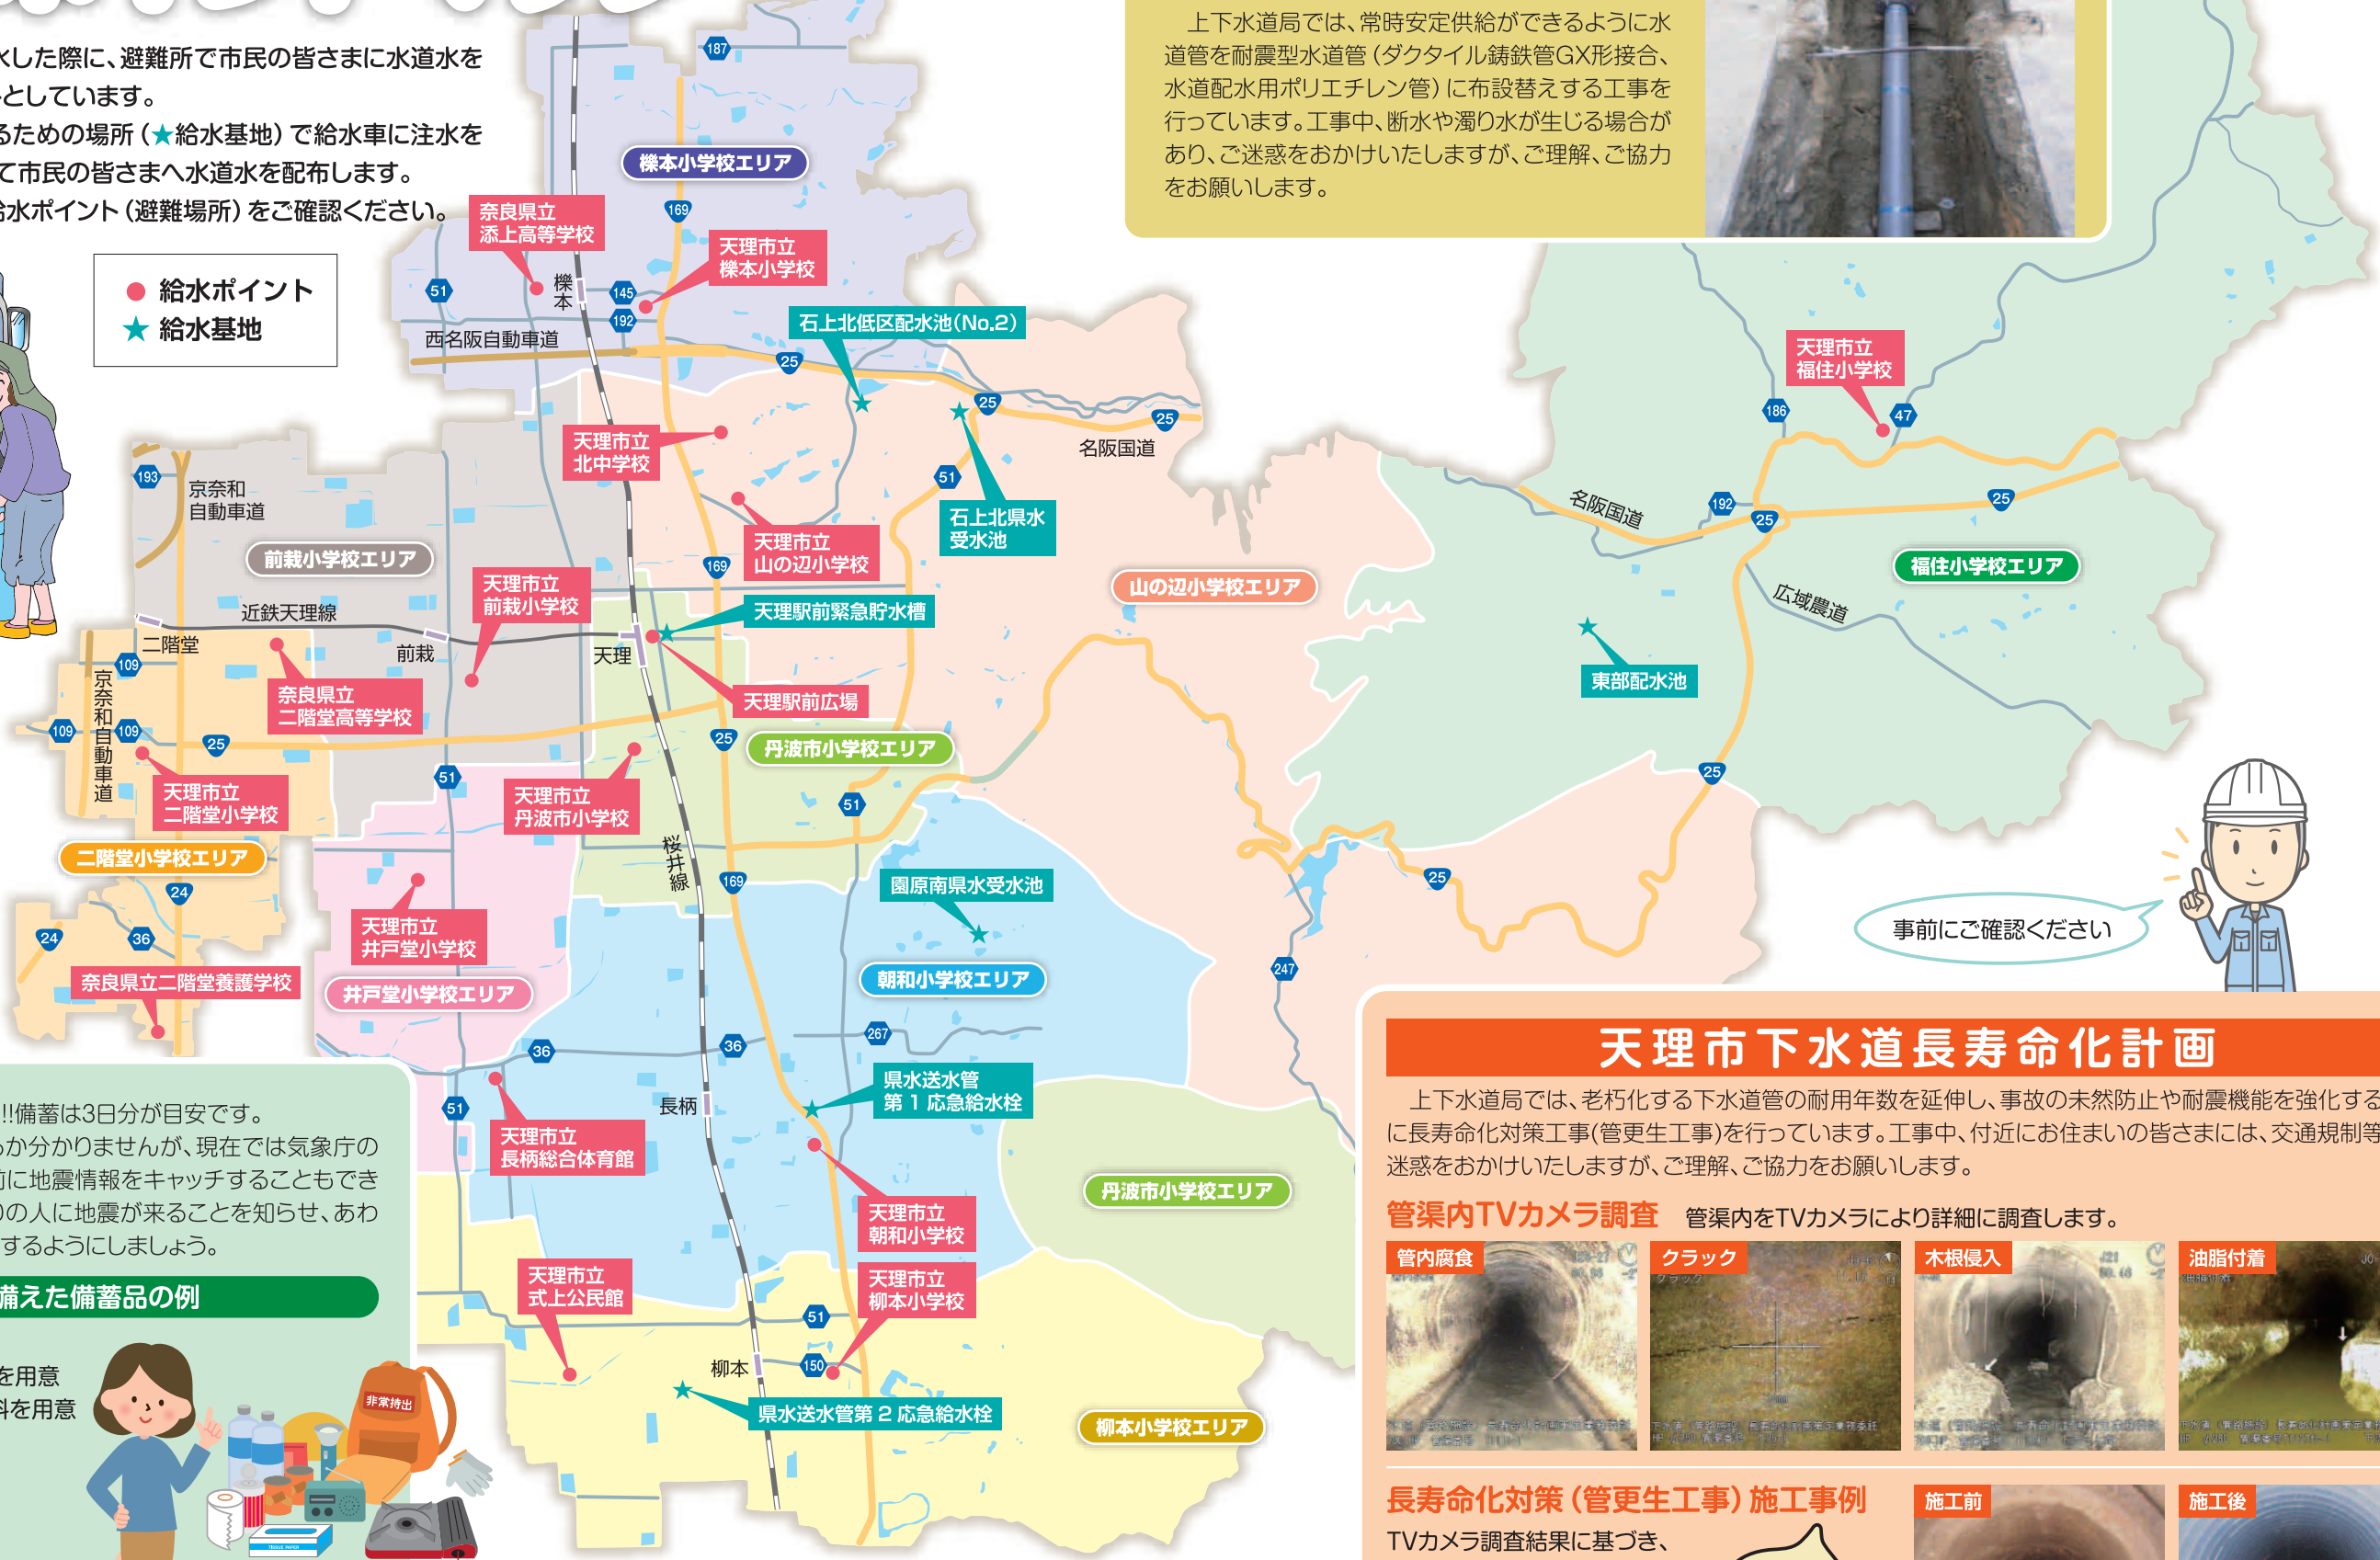 水した際に、避難所で市民の皆さまに水道水を
としています。
るための場所（★給水基地）で給水車に注水を
て市民の皆さまへ水道水を配布します。
給水ポイント（避難場所）をご確認ください。
● 給水ポイント
★ 給水基地
上下水道局では、常時安定供給ができるように水
道管を耐震型水道管（ダクタイル鋳鉄管GX形接合、
水道配水用ポリエチレン管）に布設替えする工事を
行っています。工事中、断水や濁り水が生じる場合が
あり、ご迷惑をおかけいたしますが、ご理解、ご協力
をお願いします。
187
櫟本小学校エリア
169
奈良県立
添上高等学校
天理市立
櫟本小学校
51
櫟本
145
192
西名阪自動車道
石上北低区配水池(No.2)
25
25
25
名阪国道
天理市立
北中学校
51
石上北県水
受水池
天理市立
山の辺小学校
天理市立
福住小学校
186
47
名阪国道
192
25
25
福住小学校エリア
広域農道
東部配水池
193
京奈和
自動車道
前栽小学校エリア
天理市立
前栽小学校
169
天理駅前緊急貯水槽
山の辺小学校エリア
近鉄天理線
二階堂
前栽
天理
109
京奈和自動車道
奈良県立
二階堂高等学校
天理駅前広場
109
109
25
25
丹波市小学校エリア
51
天理市立
二階堂小学校
天理市立
丹波市小学校
51
25
桜井線
二階堂小学校エリア
24
169
園原南県水受水池
25
天理市立
井戸堂小学校
24
36
奈良県立二階堂養護学校
井戸堂小学校エリア
朝和小学校エリア
247
事前にご確認ください
36
36
267
県水送水管
第1応急給水栓
51
長柄
天理市立
長柄総合体育館
丹波市小学校エリア
天理市立
朝和小学校
天理市立
式上公民館
天理市立
柳本小学校
51
柳本
150
県水送水管第2応急給水栓
柳本小学校エリア
!!備蓄は3日分が目安です。
か分かりませんが、現在では気象庁の
前に地震情報をキャッチすることもでき
の人に地震が来ることを知らせ、あわ
するようにしましょう。
備えた備蓄品の例
を用意
料を用意
非常持出
TISSUE PAPER
天理市下水道長寿命化計画
上下水道局では、老朽化する下水道管の耐用年数を延伸し、事故の未然防止や耐震機能を強化する
に長寿命化対策工事(管更生工事)を行っています。工事中、付近にお住まいの皆さまには、交通規制等
迷惑をおかけいたしますが、ご理解、ご協力をお願いします。
管渠内TVカメラ調査 管渠内をTVカメラにより詳細に調査します。
管内腐食
クラック
木根侵入
油脂付着
長寿命化対策（管更生工事）施工事例
TVカメラ調査結果に基づき、
施工前
施工後